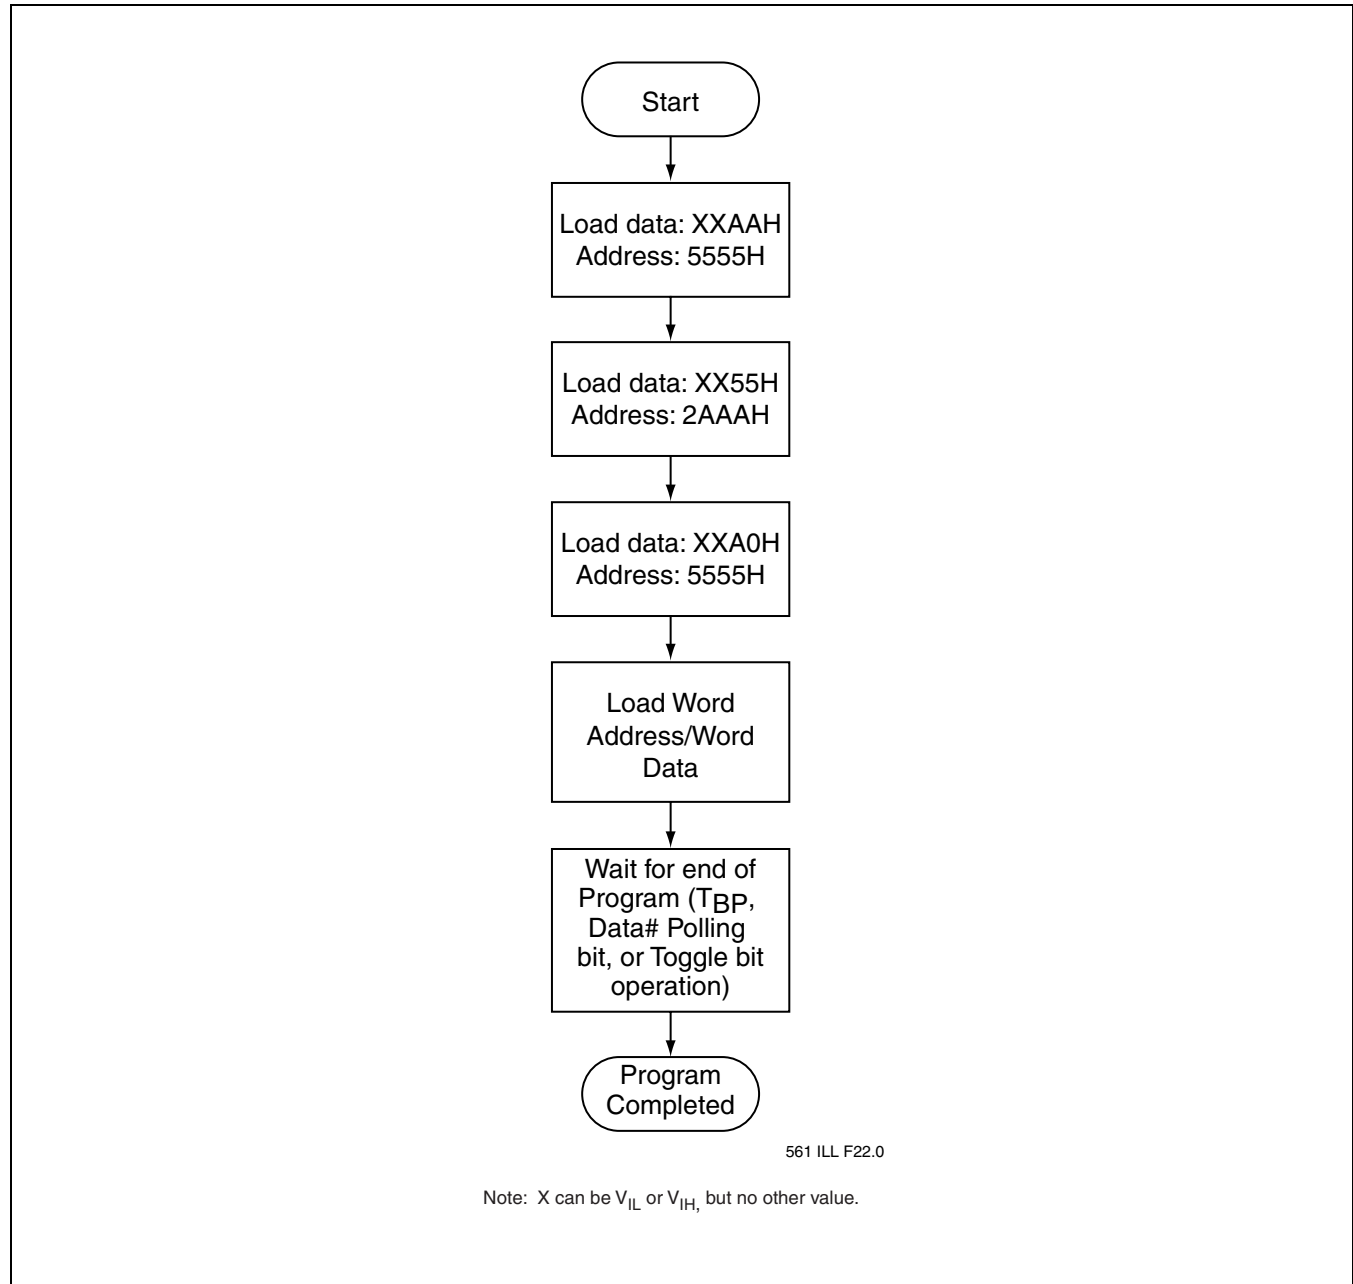 Start
Load data: XXAAH
Address: 5555H
Load data: XX55H
Address: 2AAAH
Load data: XXA0H
Address: 5555H
Load Word
Address/Word
Data
Wait for end of
Program (TBP,
Data# Polling
bit, or Toggle bit
operation)
Program
Completed
561 ILL F22.0
Note: X can be VIL or VIH, but no other value.